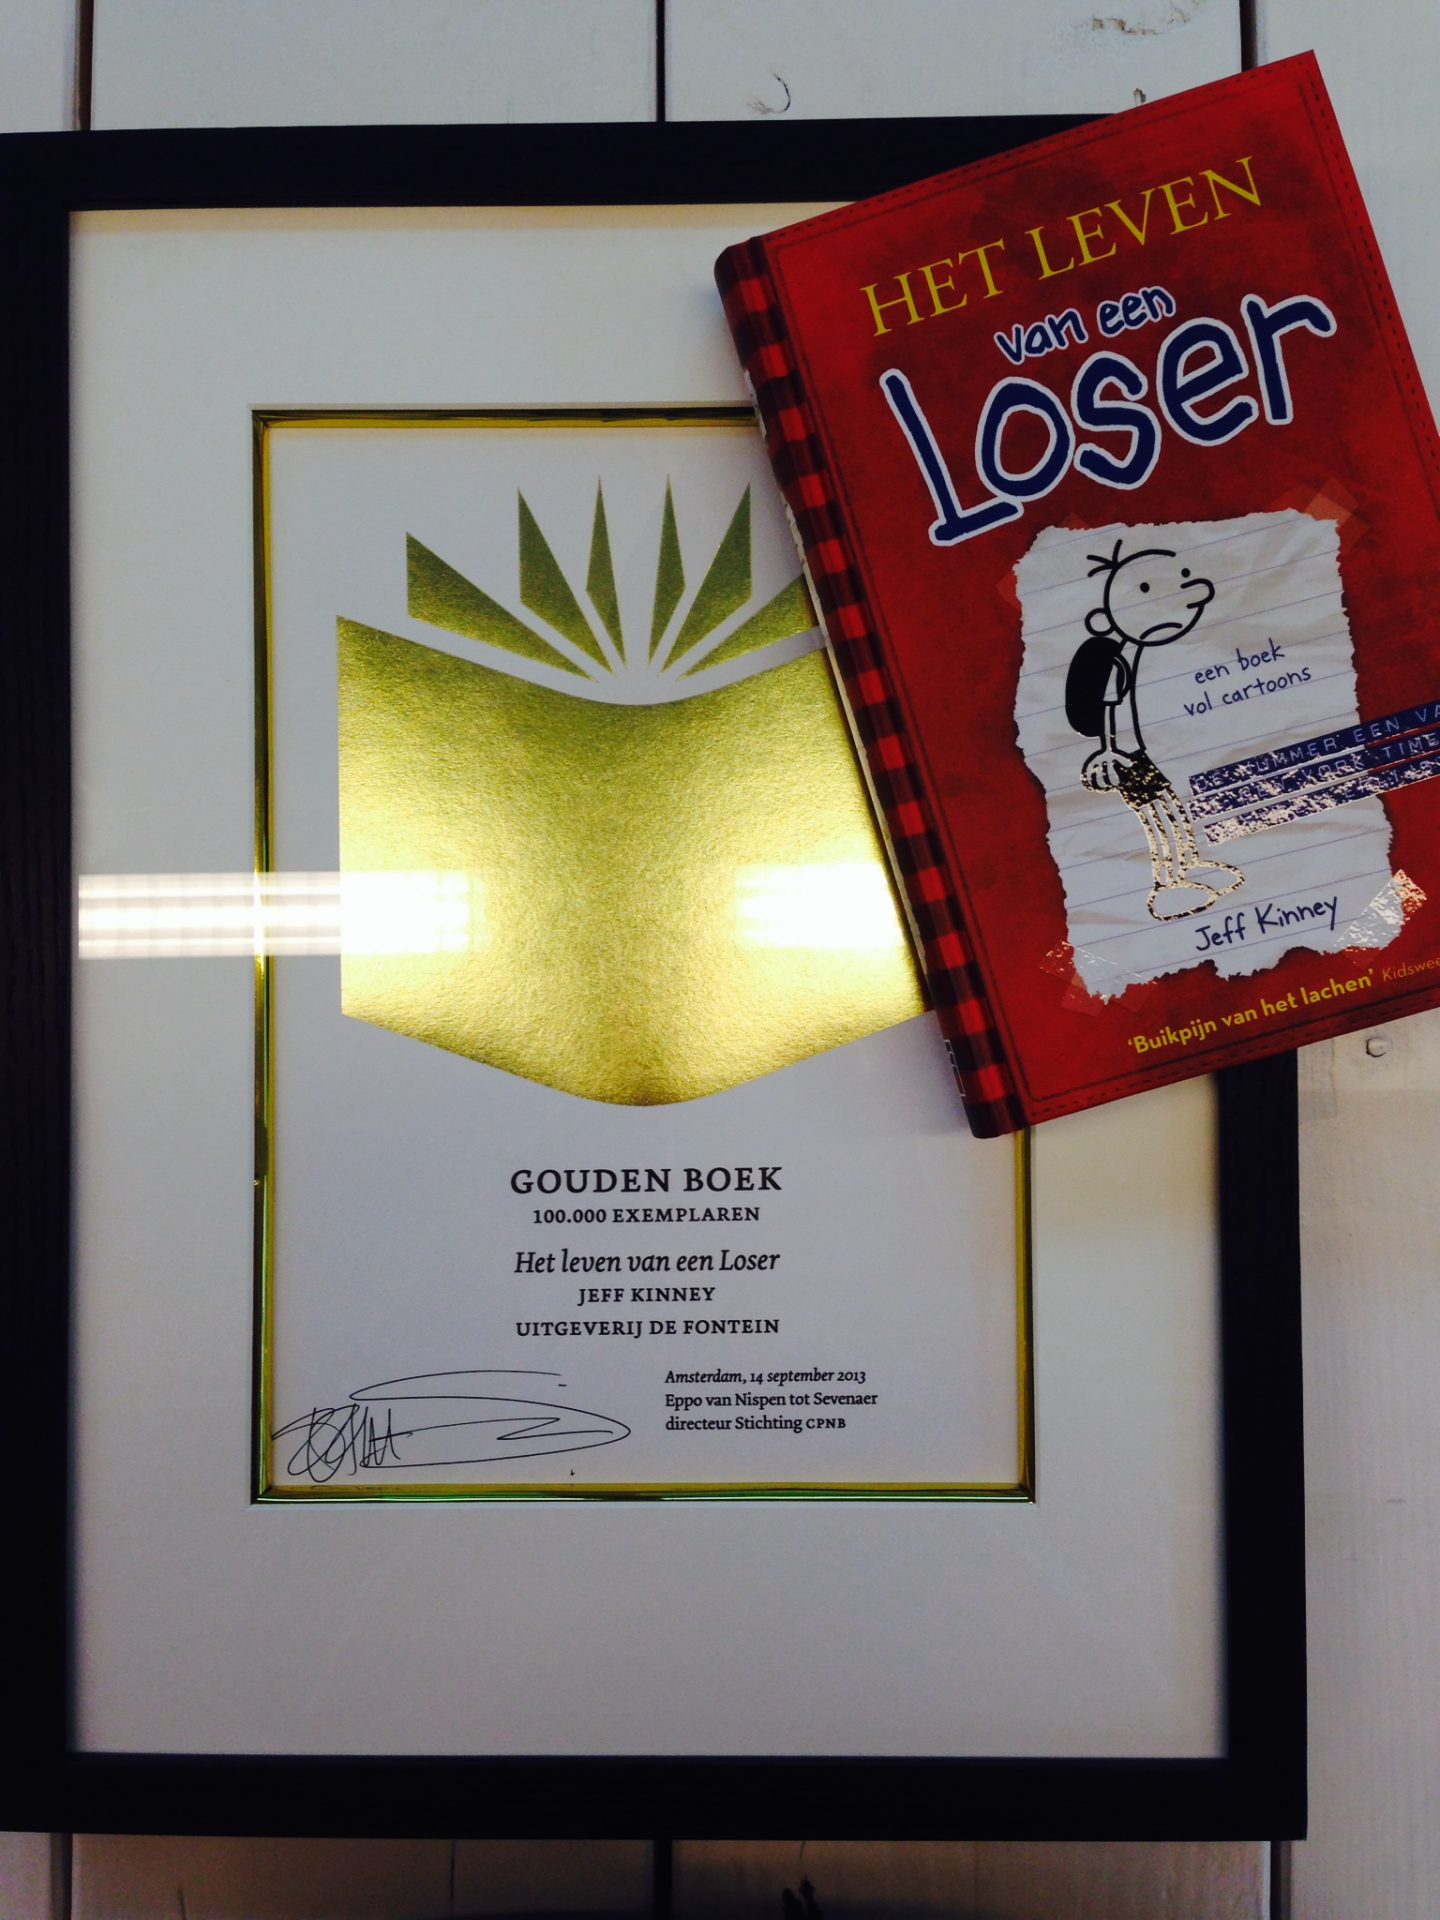 HET LEVEN
van een
Loser
een boek
vol cartoons
EEN
Jeff Kinney
'Buikpijn van het lachen'
GOUDEN BOEK
100.000 EXEMPLAREN
Het leven van een Loser
JEFF KINNEY
UITGEVERIJ DE FONTEIN
Amsterdam, 14 september 2013
Eppo van Nispen tot Sevenaer
directeur Stichting CPNB